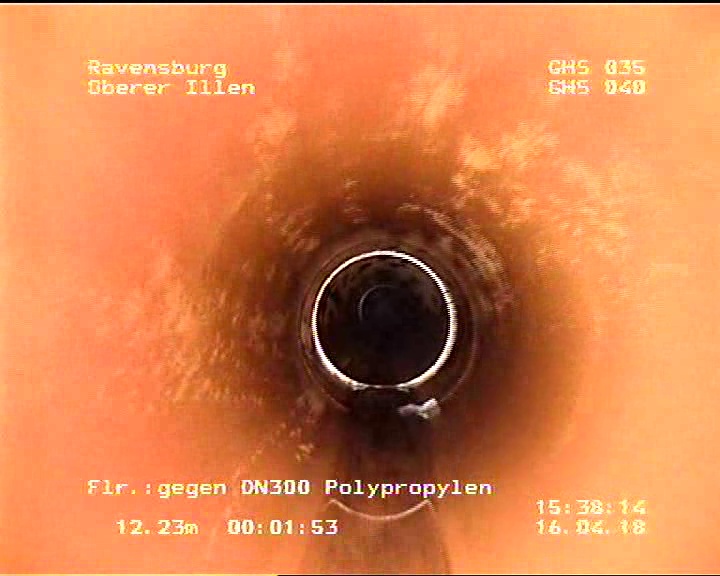 Ravensburg
Oberer Illen
GHS 035
GHS 040
Flr.:gegen DN300 Polypropylen
12.23m 00:01:53
15:38:14
16.04.18